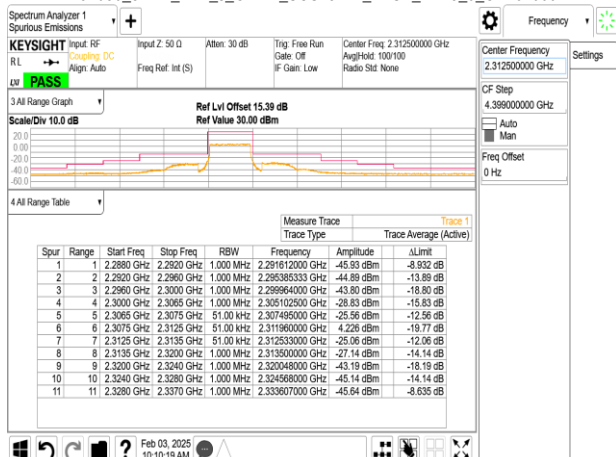 Spectrum Analyzer 1
Spurious Emissions
Frequency
KEYSIGHT Input: RF Input Z: 50 Ω Atten: 30 dB Trig: Free Run Center Freq: 2.312500000 GHz
RL Coupling: DC Gate: Off Avg|Hold: 100/100
Align: Auto Freq Ref: Int (S) IF Gain: Low Radio Std: None
PASS
Center Frequency
2.312500000 GHz
Settings
CF Step
4.399000000 GHz
Auto
Man
Freq Offset
0 Hz
3 All Range Graph
Ref Lvl Offset 15.39 dB
Scale/Div 10.0 dB Ref Value 30.00 dBm
20.0
0.00
-20.0
-40.0
-60.0
4 All Range Table
Measure Trace Trace 1
Trace Type Trace Average (Active)
Spur Range Start Freq Stop Freq RBW Frequency Amplitude ΔLimit
1 1 2.2880 GHz 2.2920 GHz 1.000 MHz 2.291612000 GHz -45.93 dBm -8.932 dB
2 2 2.2920 GHz 2.2960 GHz 1.000 MHz 2.295385333 GHz -44.89 dBm -13.89 dB
3 3 2.2960 GHz 2.3000 GHz 1.000 MHz 2.299964000 GHz -43.80 dBm -18.80 dB
4 4 2.3000 GHz 2.3065 GHz 1.000 MHz 2.305102500 GHz -28.83 dBm -15.83 dB
5 5 2.3065 GHz 2.3075 GHz 51.00 kHz 2.307495000 GHz -25.56 dBm -12.56 dB
6 6 2.3075 GHz 2.3125 GHz 51.00 kHz 2.311960000 GHz 4.226 dBm -19.77 dB
7 7 2.3125 GHz 2.3135 GHz 51.00 kHz 2.312533000 GHz -25.06 dBm -12.06 dB
8 8 2.3135 GHz 2.3200 GHz 1.000 MHz 2.313500000 GHz -27.14 dBm -14.14 dB
9 9 2.3200 GHz 2.3240 GHz 1.000 MHz 2.320048000 GHz -43.19 dBm -18.19 dB
10 10 2.3240 GHz 2.3280 GHz 1.000 MHz 2.324568000 GHz -45.14 dBm -14.14 dB
11 11 2.3280 GHz 2.3370 GHz 1.000 MHz 2.333607000 GHz -45.64 dBm -8.635 dB
Feb 03, 2025
10:10:19 AM